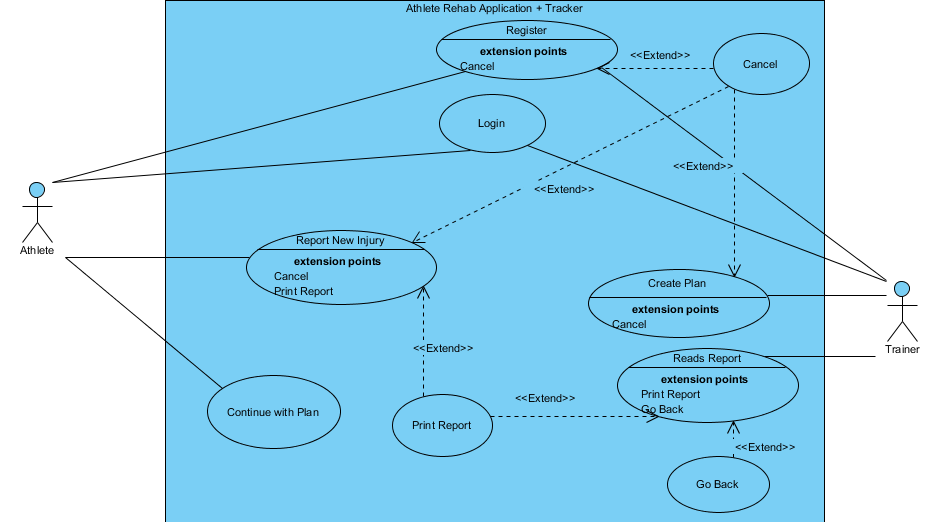 Athlete Rehab Application + Tracker
Register
extension points
Cancel
<<Extend>>
Cancel
Login
<<Extend>>
<<Extend>>
Athlete
Report New Injury
extension points
Cancel
Print Report
Create Plan
extension points
Cancel
Trainer
<<Extend>>
Reads Report
extension points
Print Report
Go Back
<<Extend>>
Continue with Plan
Print Report
<<Extend>>
Go Back